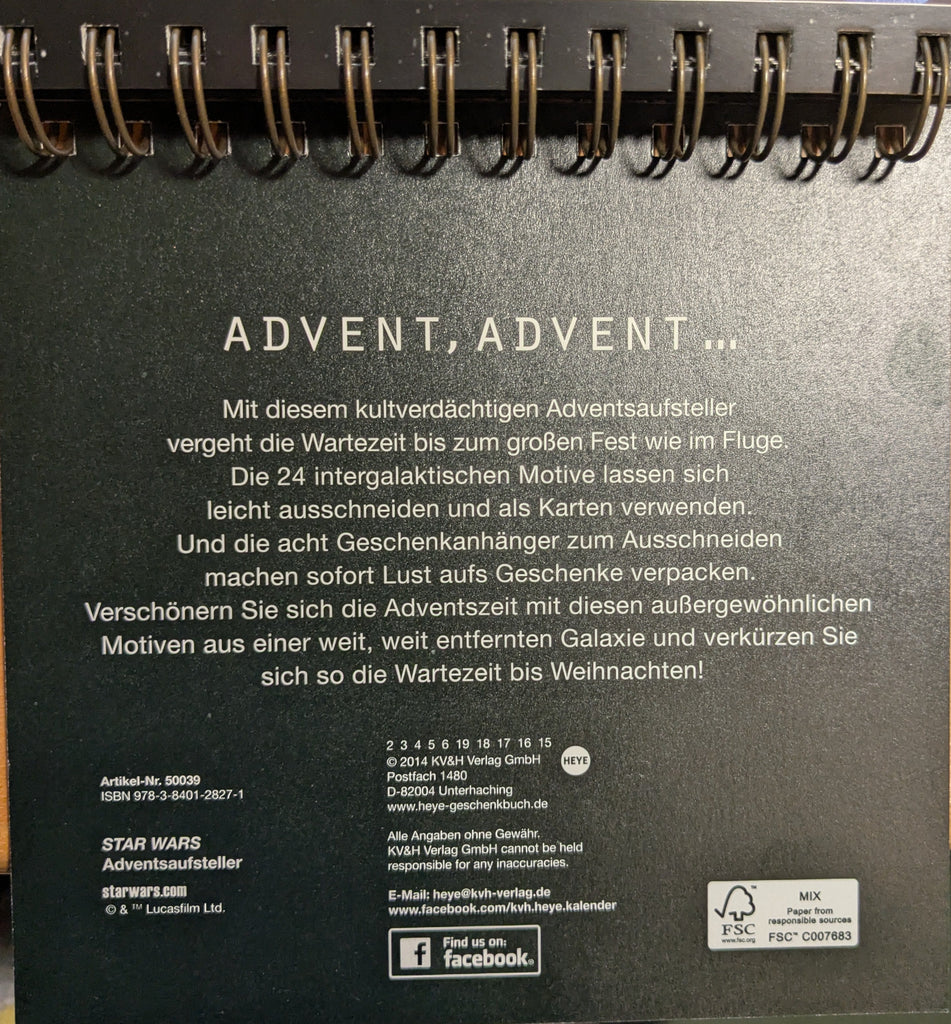 ADVENT, ADVENT...
Mit diesem kultverdächtigen Adventsaufsteller
vergeht die Wartezeit bis zum großen Fest wie im Fluge.
Die 24 intergalaktischen Motive lassen sich
leicht ausschneiden und als Karten verwenden.
Und die acht Geschenkanhänger zum Ausschneiden
machen sofort Lust aufs Geschenke verpacken.
Verschönern Sie sich die Adventszeit mit diesen außergewöhnlichen
Motiven aus einer weit, weit entfernten Galaxie und verkürzen Sie
sich so die Wartezeit bis Weihnachten!
Artikel-Nr. 50039
ISBN 978-3-8401-2827-1
STAR WARS
Adventsaufsteller
starwars.com
© & ™ Lucasfilm Ltd.
2 3 4 5 6 19 18 17 16 15
© 2014 KV&H Verlag GmbH
Postfach 1480
D-82004 Unterhaching
www.heye-geschenkbuch.de
HEYE
Alle Angaben ohne Gewähr.
KV&H Verlag GmbH cannot be held
responsible for any inaccuracies.
E-Mail: heye@kvh-verlag.de
www.facebook.com/kvh.heye.kalender
f
Find us on:
facebook®
FSC
www.fsc.org
MIX
Paper from
responsible sources
FSC™ C007683